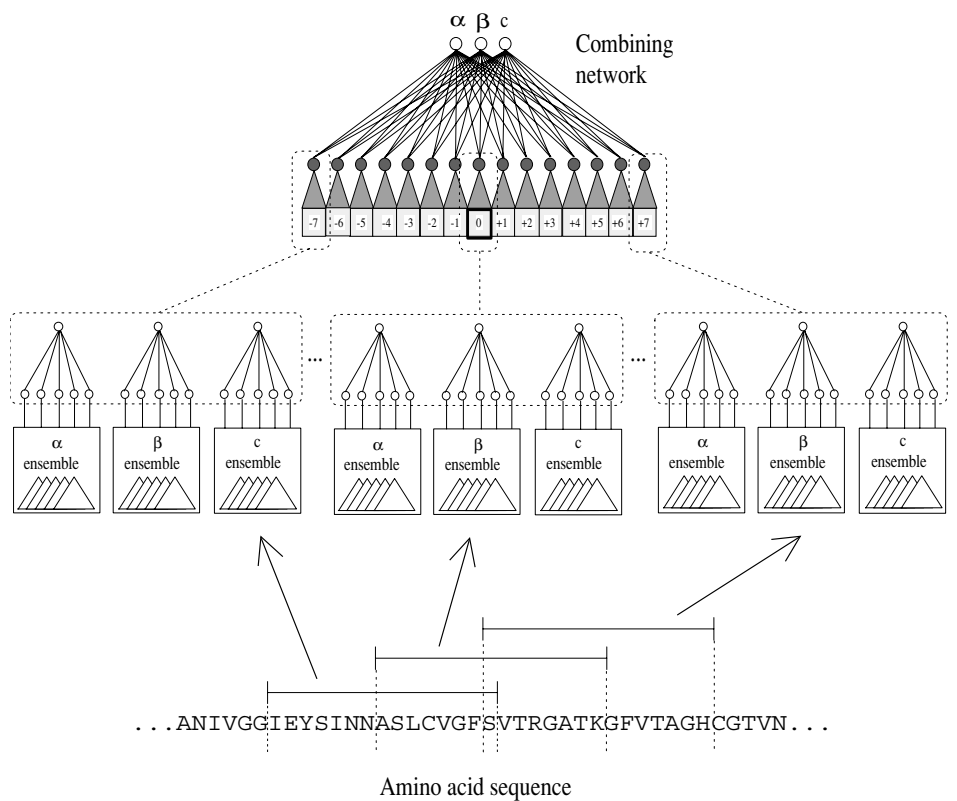 α β c
Combining
network
-7 -6 -5 -4 -3 -2 -1 0 +1 +2 +3 +4 +5 +6 +7
... ...
α β c α β c α β c
ensemble ensemble ensemble ensemble ensemble ensemble ensemble ensemble ensemble
...ANIVGGIEYSINNASLCVGFSVTRGATKGFVTAGHCGTVN...
Amino acid sequence